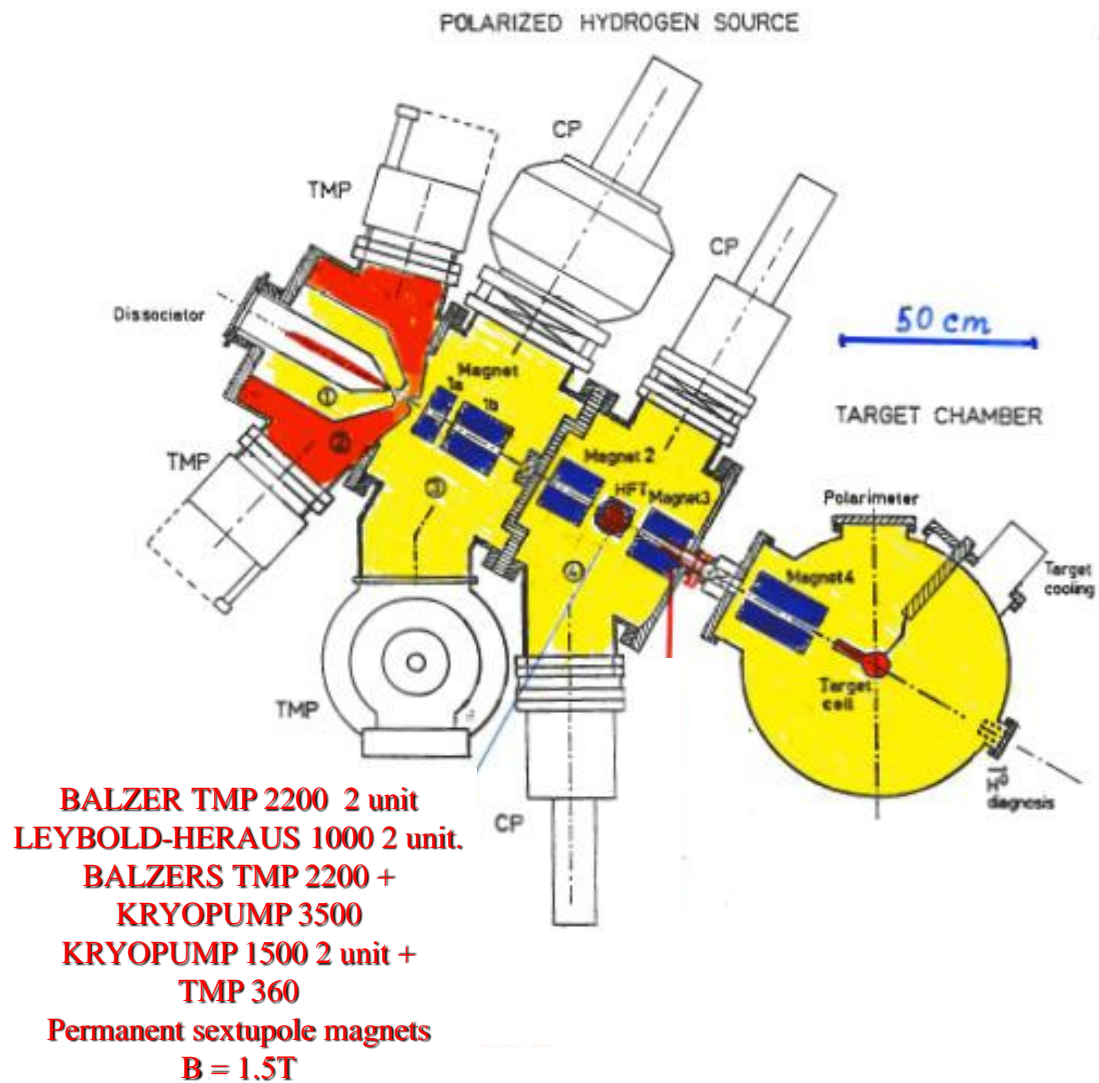 POLARIZED HYDROGEN SOURCE
CP
TMP
CP
Dissociator
50 cm
Magnet
1a
1b
①
TARGET CHAMBER
②
Magnet 2
TMP
HFT
Magnet3
③
Polarimeter
④
Magnet4
Target
cooling
Target
cell
TMP
H⁰
diagnosis
CP
BALZER TMP 2200 2 unit
LEYBOLD-HERAUS 1000 2 unit.
BALZERS TMP 2200 +
KRYOPUMP 3500
KRYOPUMP 1500 2 unit +
TMP 360
Permanent sextupole magnets
B = 1.5T